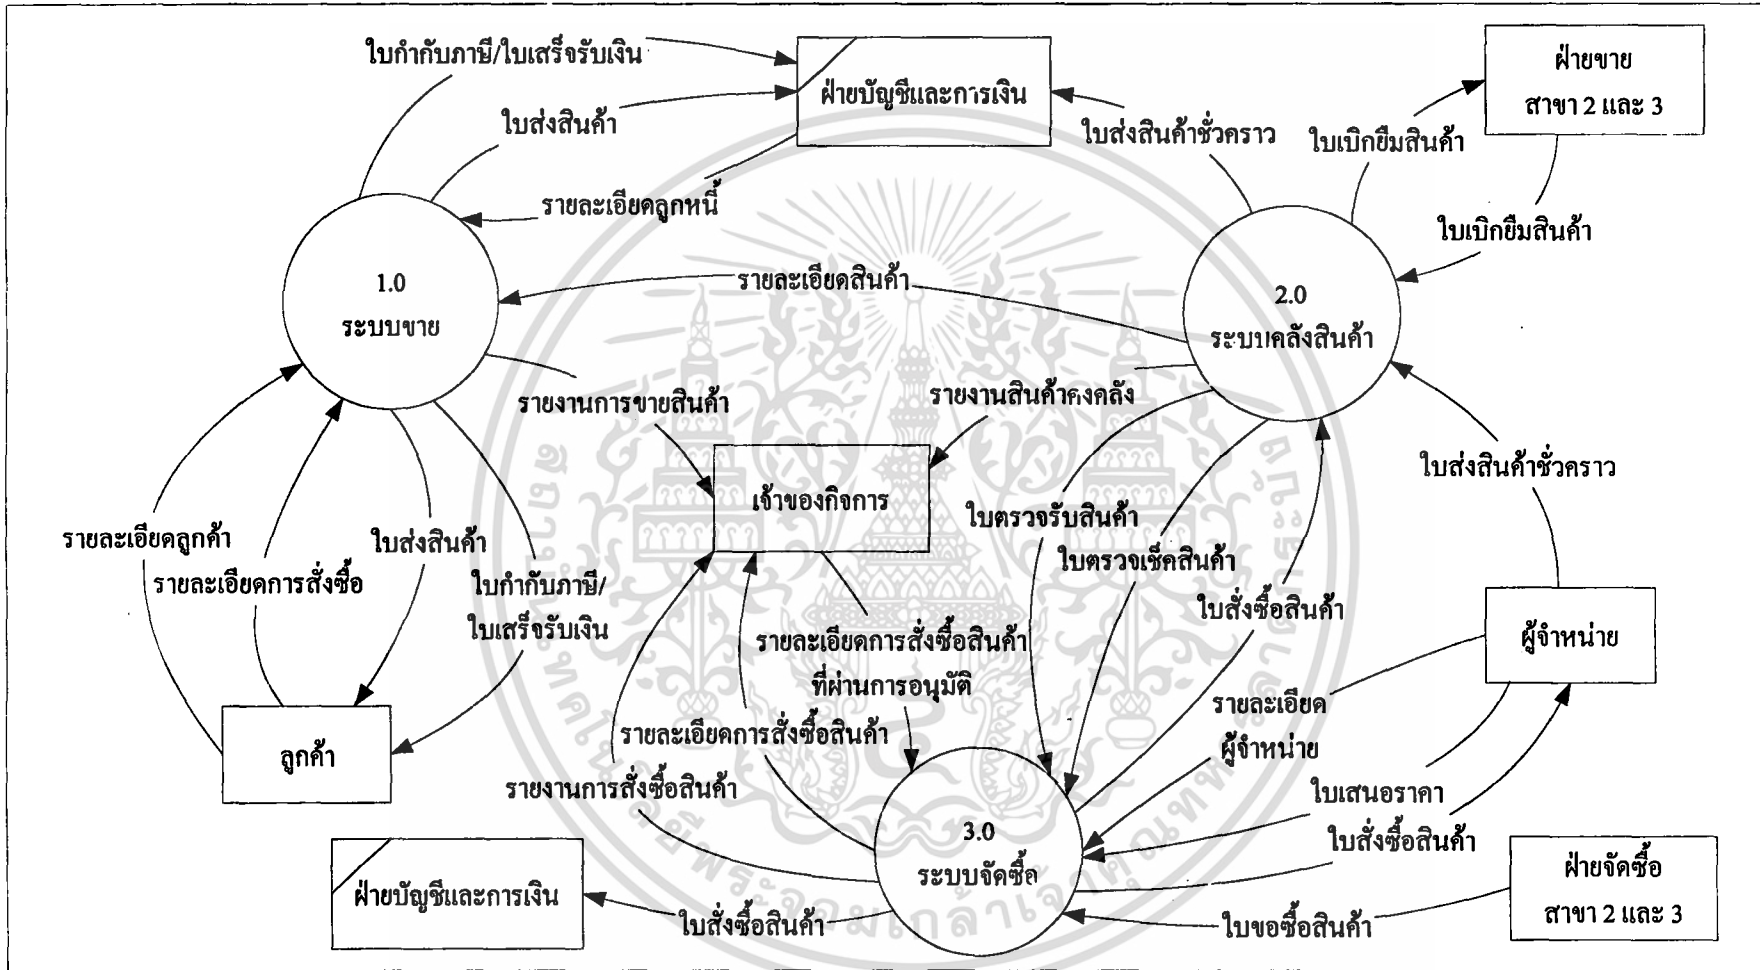 ใบกำกับภาษี/ใบเสร็จรับเงิน
ฝ่ายบัญชีและการเงิน
ฝ่ายขาย
สาขา 2 และ 3
ใบส่งสินค้า
ใบส่งสินค้าชั่วคราว
ใบเบิกยืมสินค้า
รายละเอียดลูกหนี้
ใบเบิกยืมสินค้า
รายละเอียดสินค้า
1.0
ระบบขาย
2.0
ระบบคลังสินค้า
รายงานการขายสินค้า
รายงานสินค้าคงคลัง
ใบส่งสินค้าชั่วคราว
เจ้าของกิจการ
ใบตรวจรับสินค้า
รายละเอียดลูกค้า
ใบส่งสินค้า
ใบตรวจเช็คสินค้า
รายละเอียดการสั่งซื้อ
ใบกำกับภาษี/
ใบเสร็จรับเงิน
ใบสั่งซื้อสินค้า
ผู้จำหน่าย
รายละเอียดการสั่งซื้อสินค้า
ที่ผ่านการอนุมัติ
รายละเอียด
ผู้จำหน่าย
รายละเอียดการสั่งซื้อสินค้า
ลูกค้า
รายงานการสั่งซื้อสินค้า
ใบเสนอราคา
ใบสั่งซื้อสินค้า
3.0
ระบบจัดซื้อ
ฝ่ายบัญชีและการเงิน
ฝ่ายจัดซื้อ
สาขา 2 และ 3
ใบสั่งซื้อสินค้า
ใบขอซื้อสินค้า